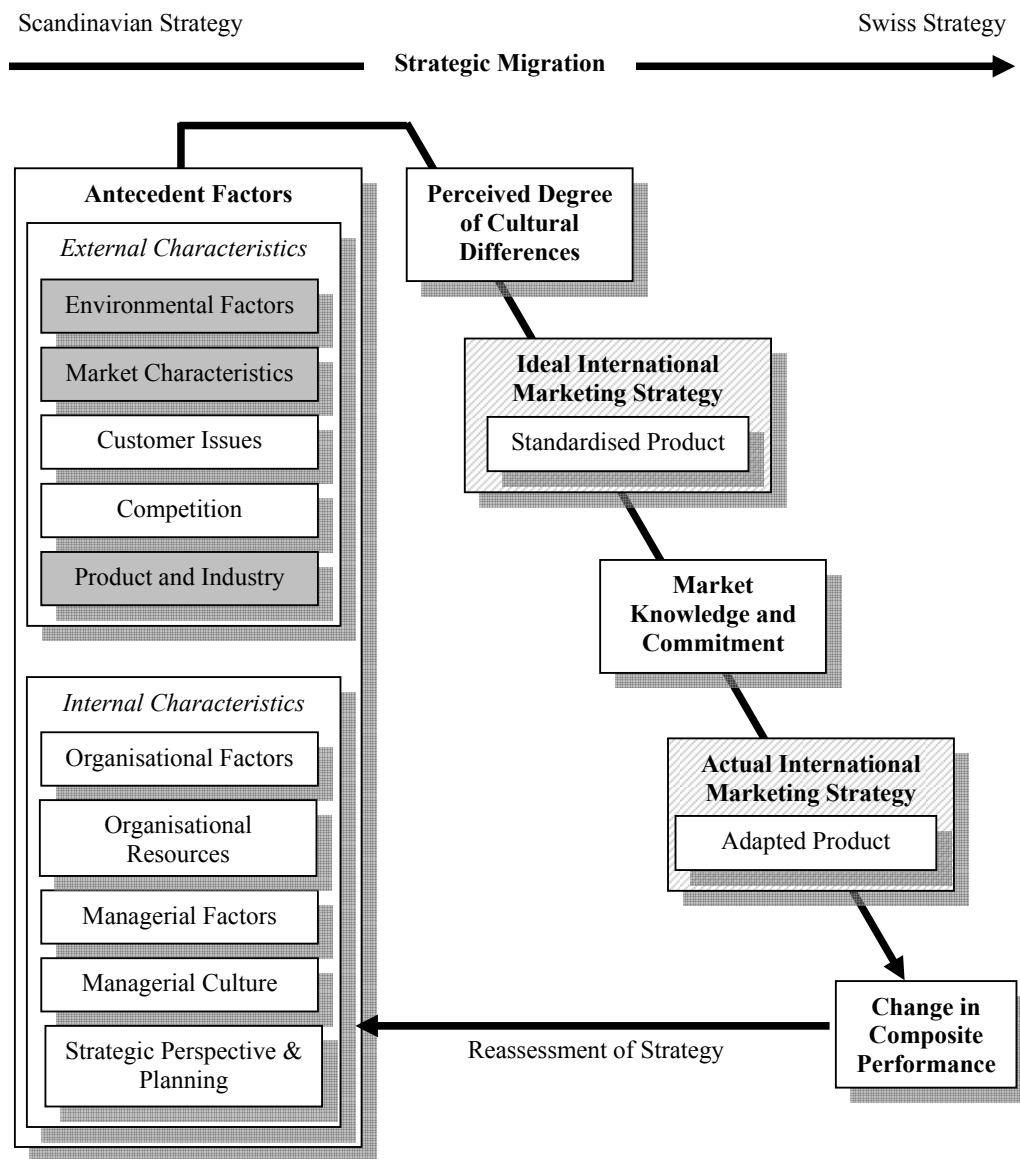 Scandinavian Strategy
Swiss Strategy
Strategic Migration
Antecedent Factors
External Characteristics
Environmental Factors
Market Characteristics
Customer Issues
Competition
Product and Industry
Internal Characteristics
Organisational Factors
Organisational
Resources
Managerial Factors
Managerial Culture
Strategic Perspective &
Planning
Perceived Degree
of Cultural
Differences
Ideal International
Marketing Strategy
Standardised Product
Market
Knowledge and
Commitment
Actual International
Marketing Strategy
Adapted Product
Change in
Composite
Performance
Reassessment of Strategy